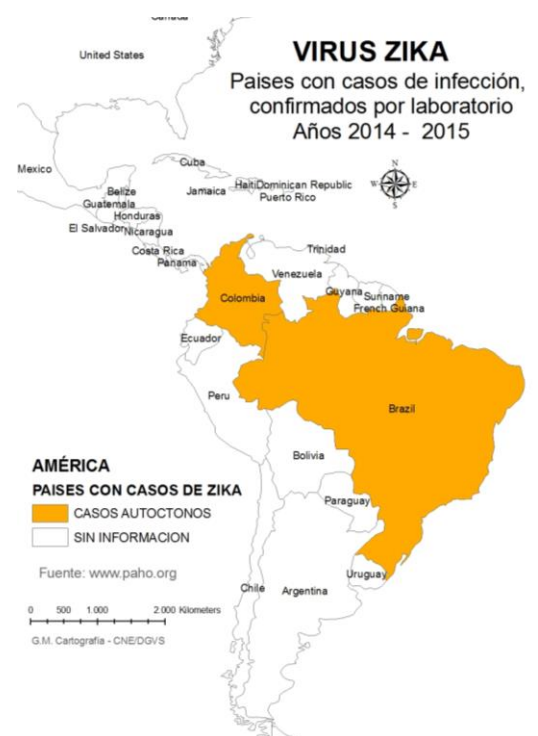 Canada
United States
VIRUS ZIKA
Paises con casos de infección,
confirmados por laboratorio
Años 2014 - 2015
Mexico
Cuba
N
W E
S
Belize
Jamaica
Haiti
Dominican Republic
Puerto Rico
Guatemala
Honduras
El Salvador
Nicaragua
Costa Rica
Panama
Trinidad
Venezuela
Colombia
Guyana
Suriname
French Guiana
Ecuador
Peru
Brazil
Bolivia
AMÉRICA
PAISES CON CASOS DE ZIKA
CASOS AUTOCTONOS
SIN INFORMACION
Paraguay
Fuente: www.paho.org
Uruguay
Chile
Argentina
0 500 1.000 2.000 Kilometers
G.M. Cartografia - CNE/DGVS